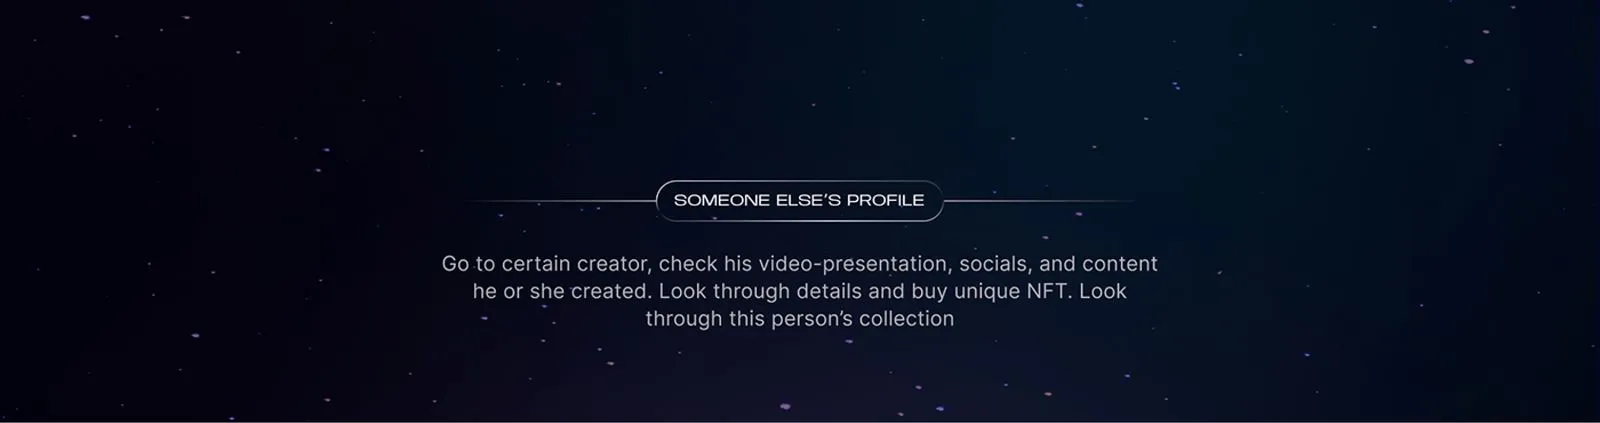 SOMEONE ELSE'S PROFILE
Go to certain creator, check his video-presentation, socials, and content
he or she created. Look through details and buy unique NFT. Look
through this person’s collection